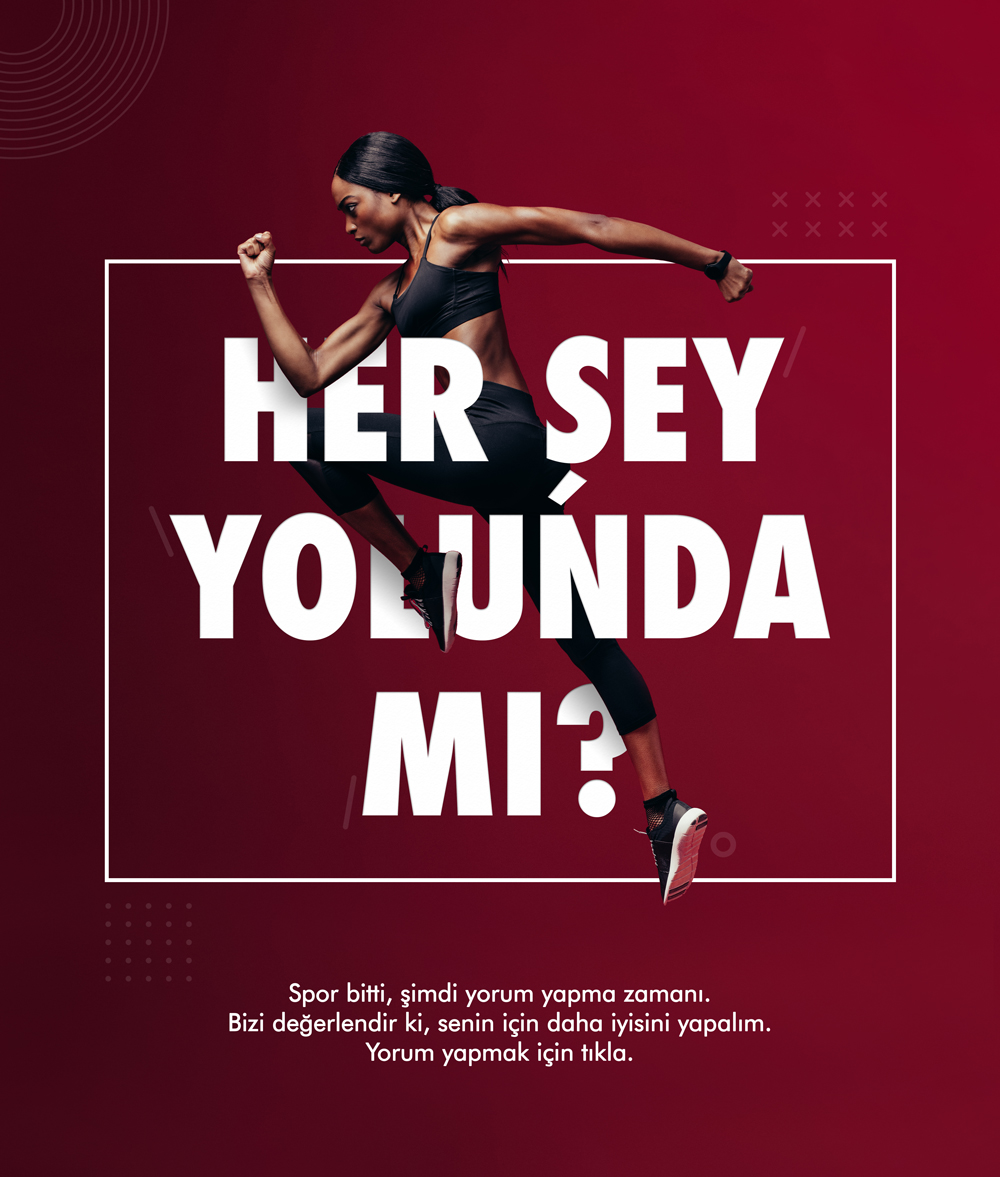 HER ŞEY
YOLUNDA
MI?
Spor bitti, şimdi yorum yapma zamanı.
Bizi değerlendir ki, senin için daha iyisini yapalım.
Yorum yapmak için tıkla.